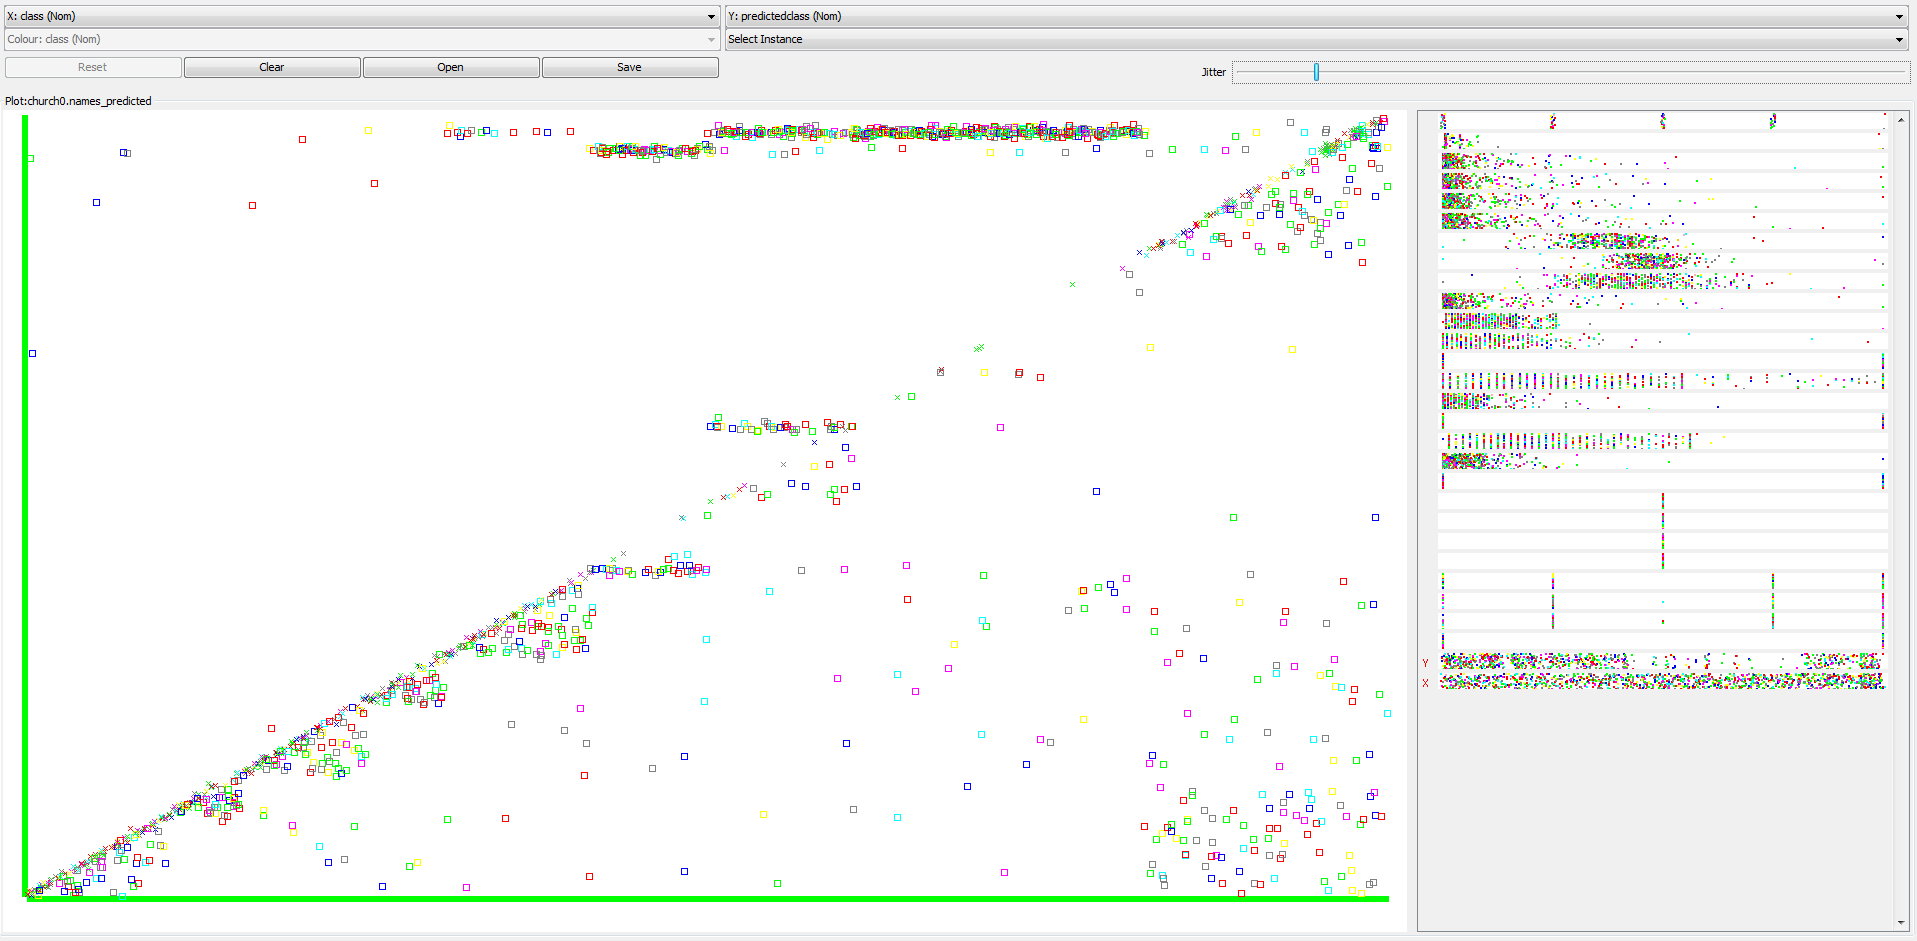 X: class (Nom)
Y: predictedclass (Nom)
Colour: class (Nom)
Select Instance
Reset
Clear
Open
Save
Jitter
Plot:church0.names_predicted
Y
X